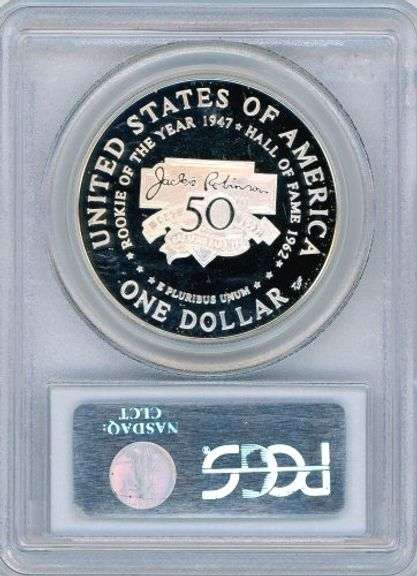 UNITED STATES OF AMERICA
★ ROOKIE OF THE YEAR 1947 ★ HALL OF FAME 1962 ★
Jackie Robinson
50
★ E PLURIBUS UNUM ★
ONE DOLLAR
NASDAQ:
CLCT
PCGS